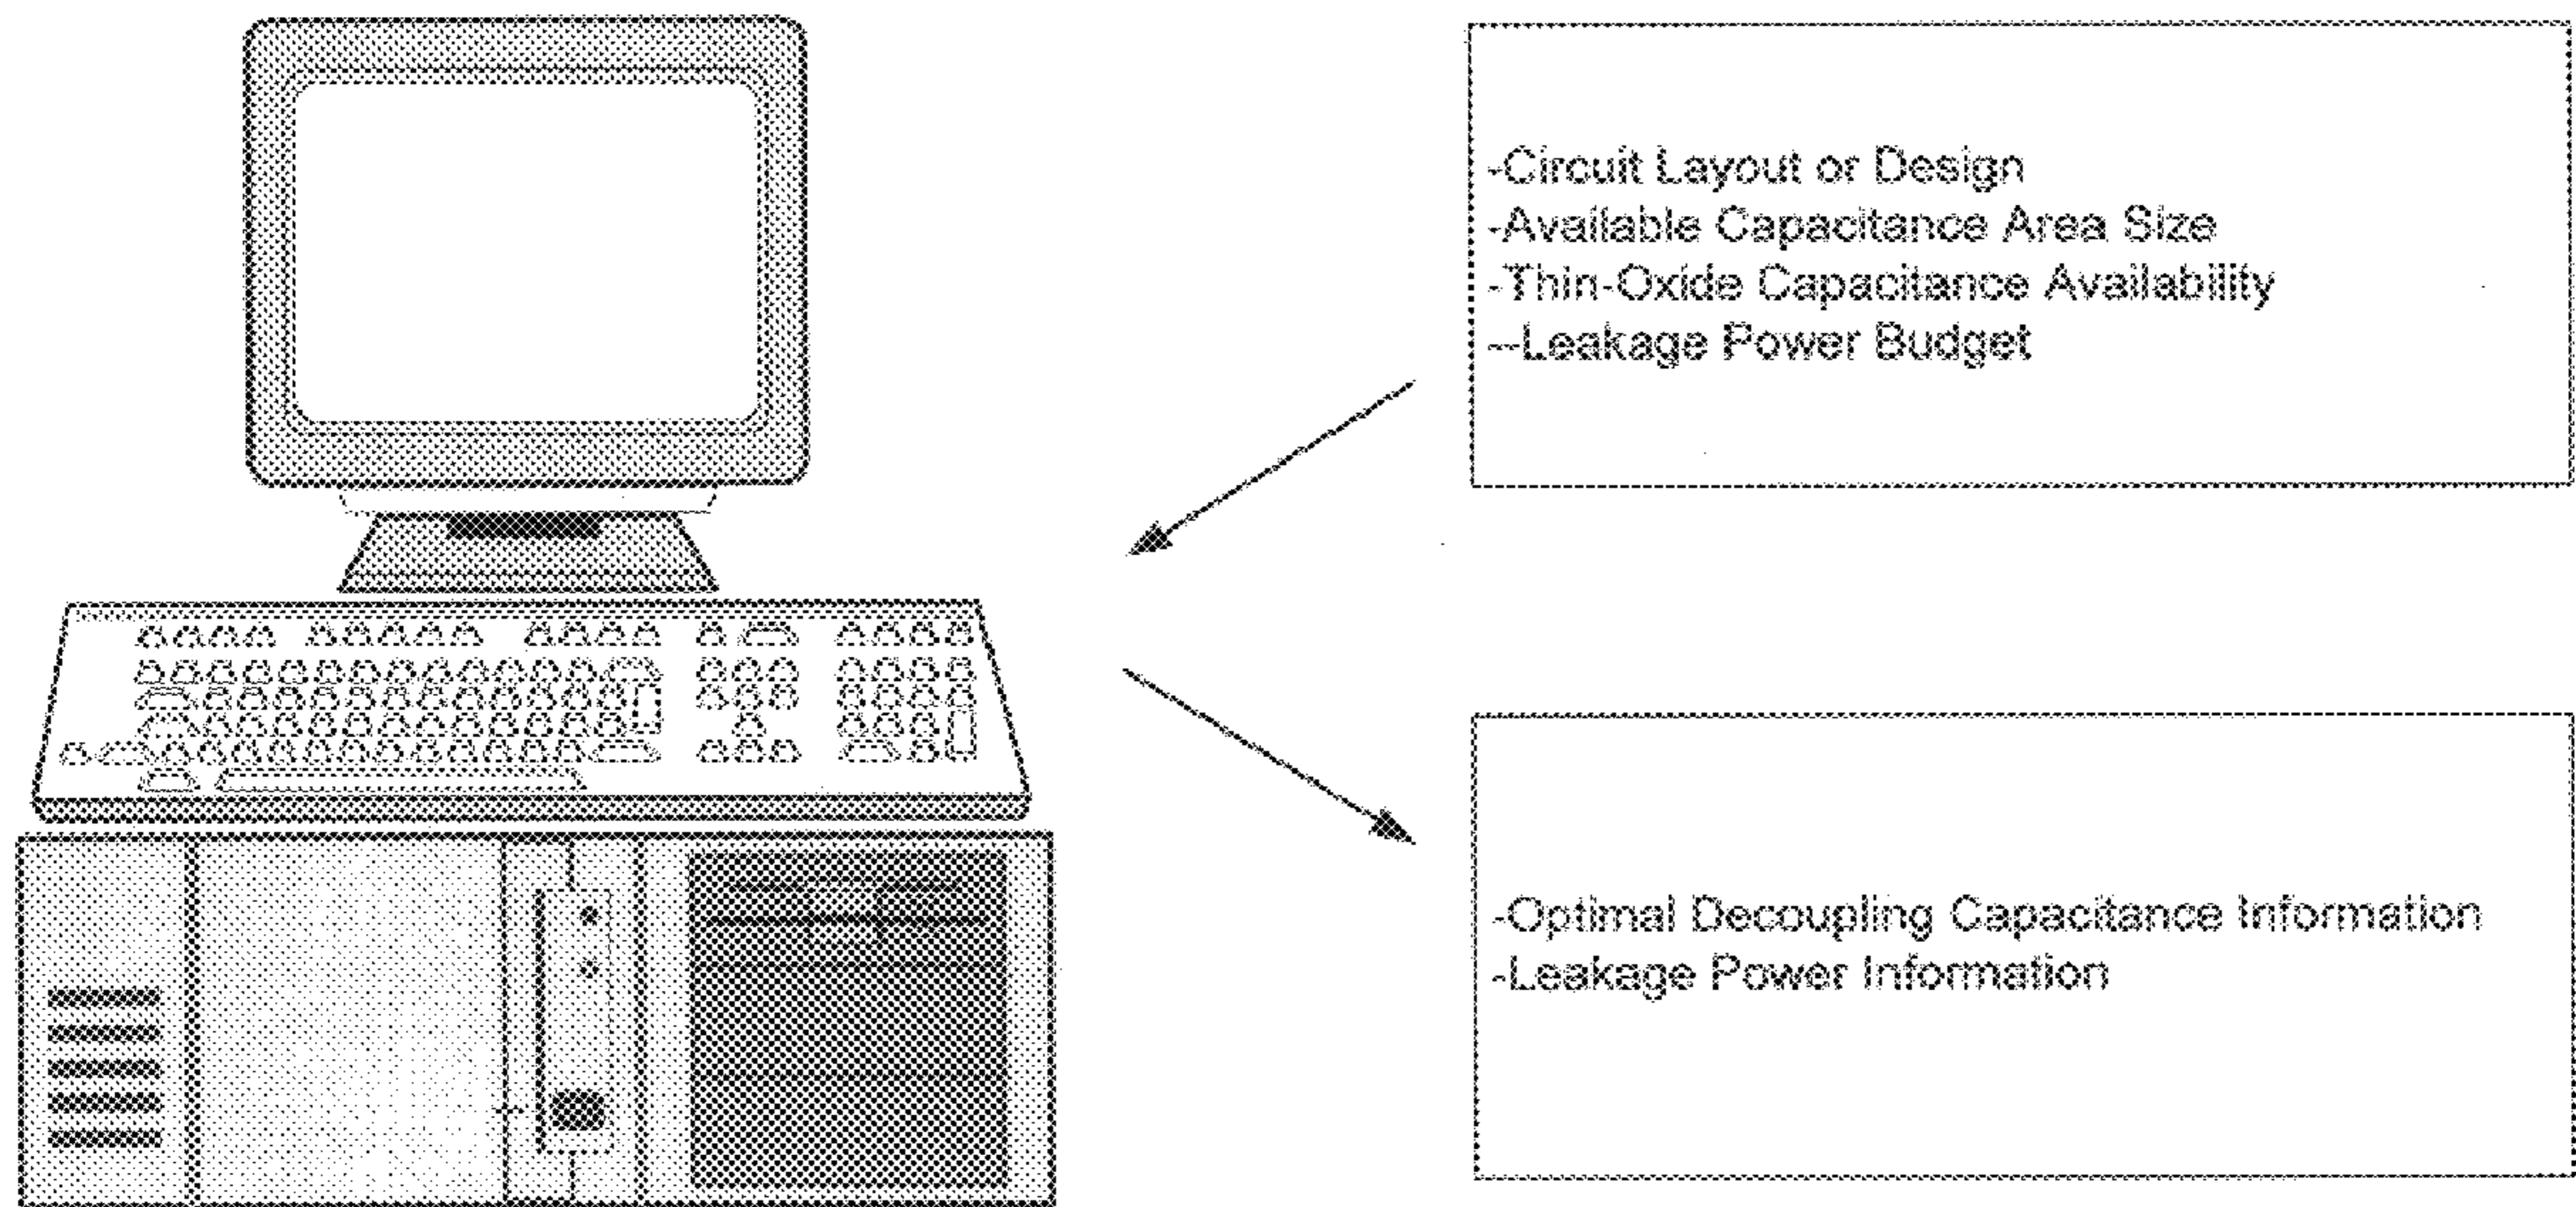 -Circuit Layout or Design
-Available Capacitance Area Size
-Thin-Oxide Capacitance Availability
--Leakage Power Budget
-Optimal Decoupling Capacitance Information
-Leakage Power Information